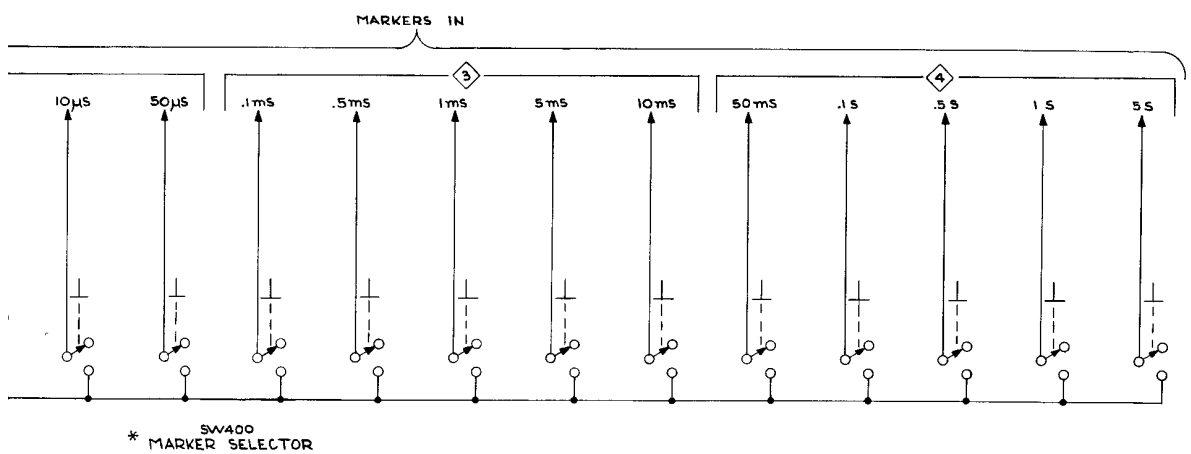 MARKERS IN
3
4
10µS 50µS .1mS .5mS 1mS 5mS 10mS 50mS .1S .5S 1S 5S
SW400
* MARKER SELECTOR